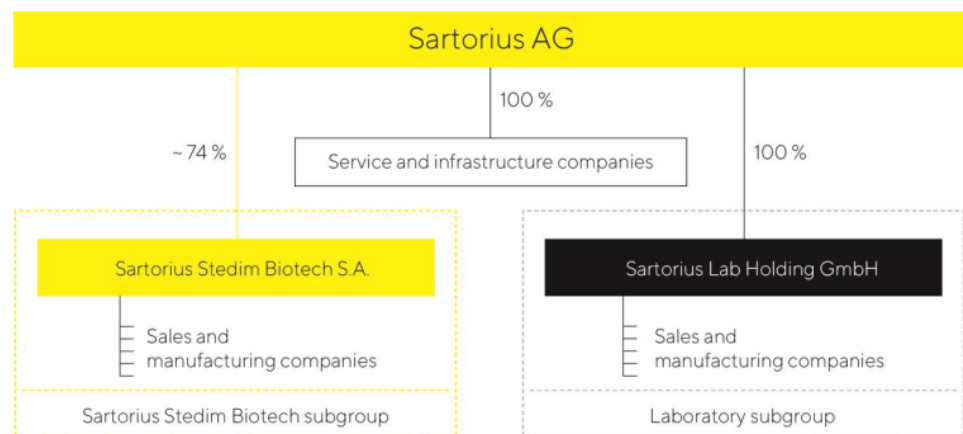 Sartorius AG
100 %
~ 74 %
Service and infrastructure companies
100 %
Sartorius Stedim Biotech S.A.
Sartorius Lab Holding GmbH
Sales and
manufacturing companies
Sales and
manufacturing companies
Sartorius Stedim Biotech subgroup
Laboratory subgroup